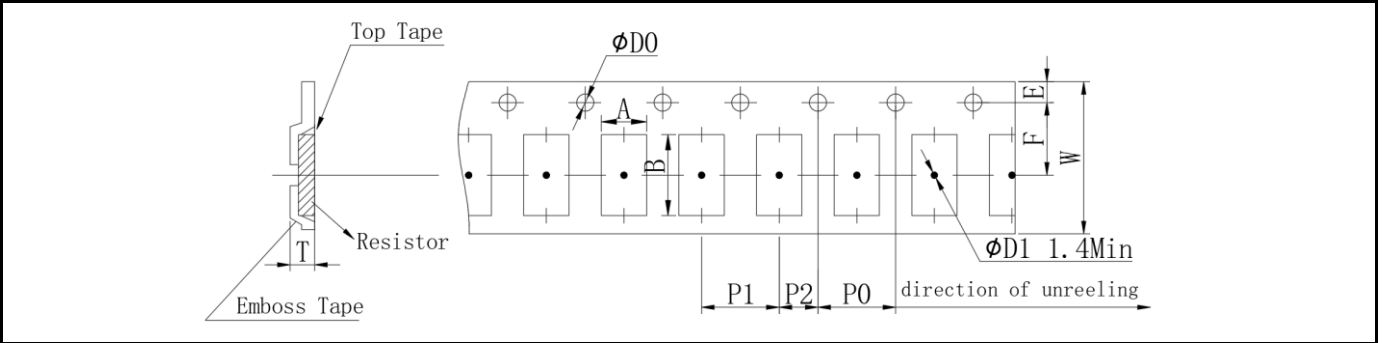 Top Tape
ϕD0
A
E
F
W
B
Resistor
T
ϕD1 1.4Min
Emboss Tape
P1
P2
P0
direction of unreeling